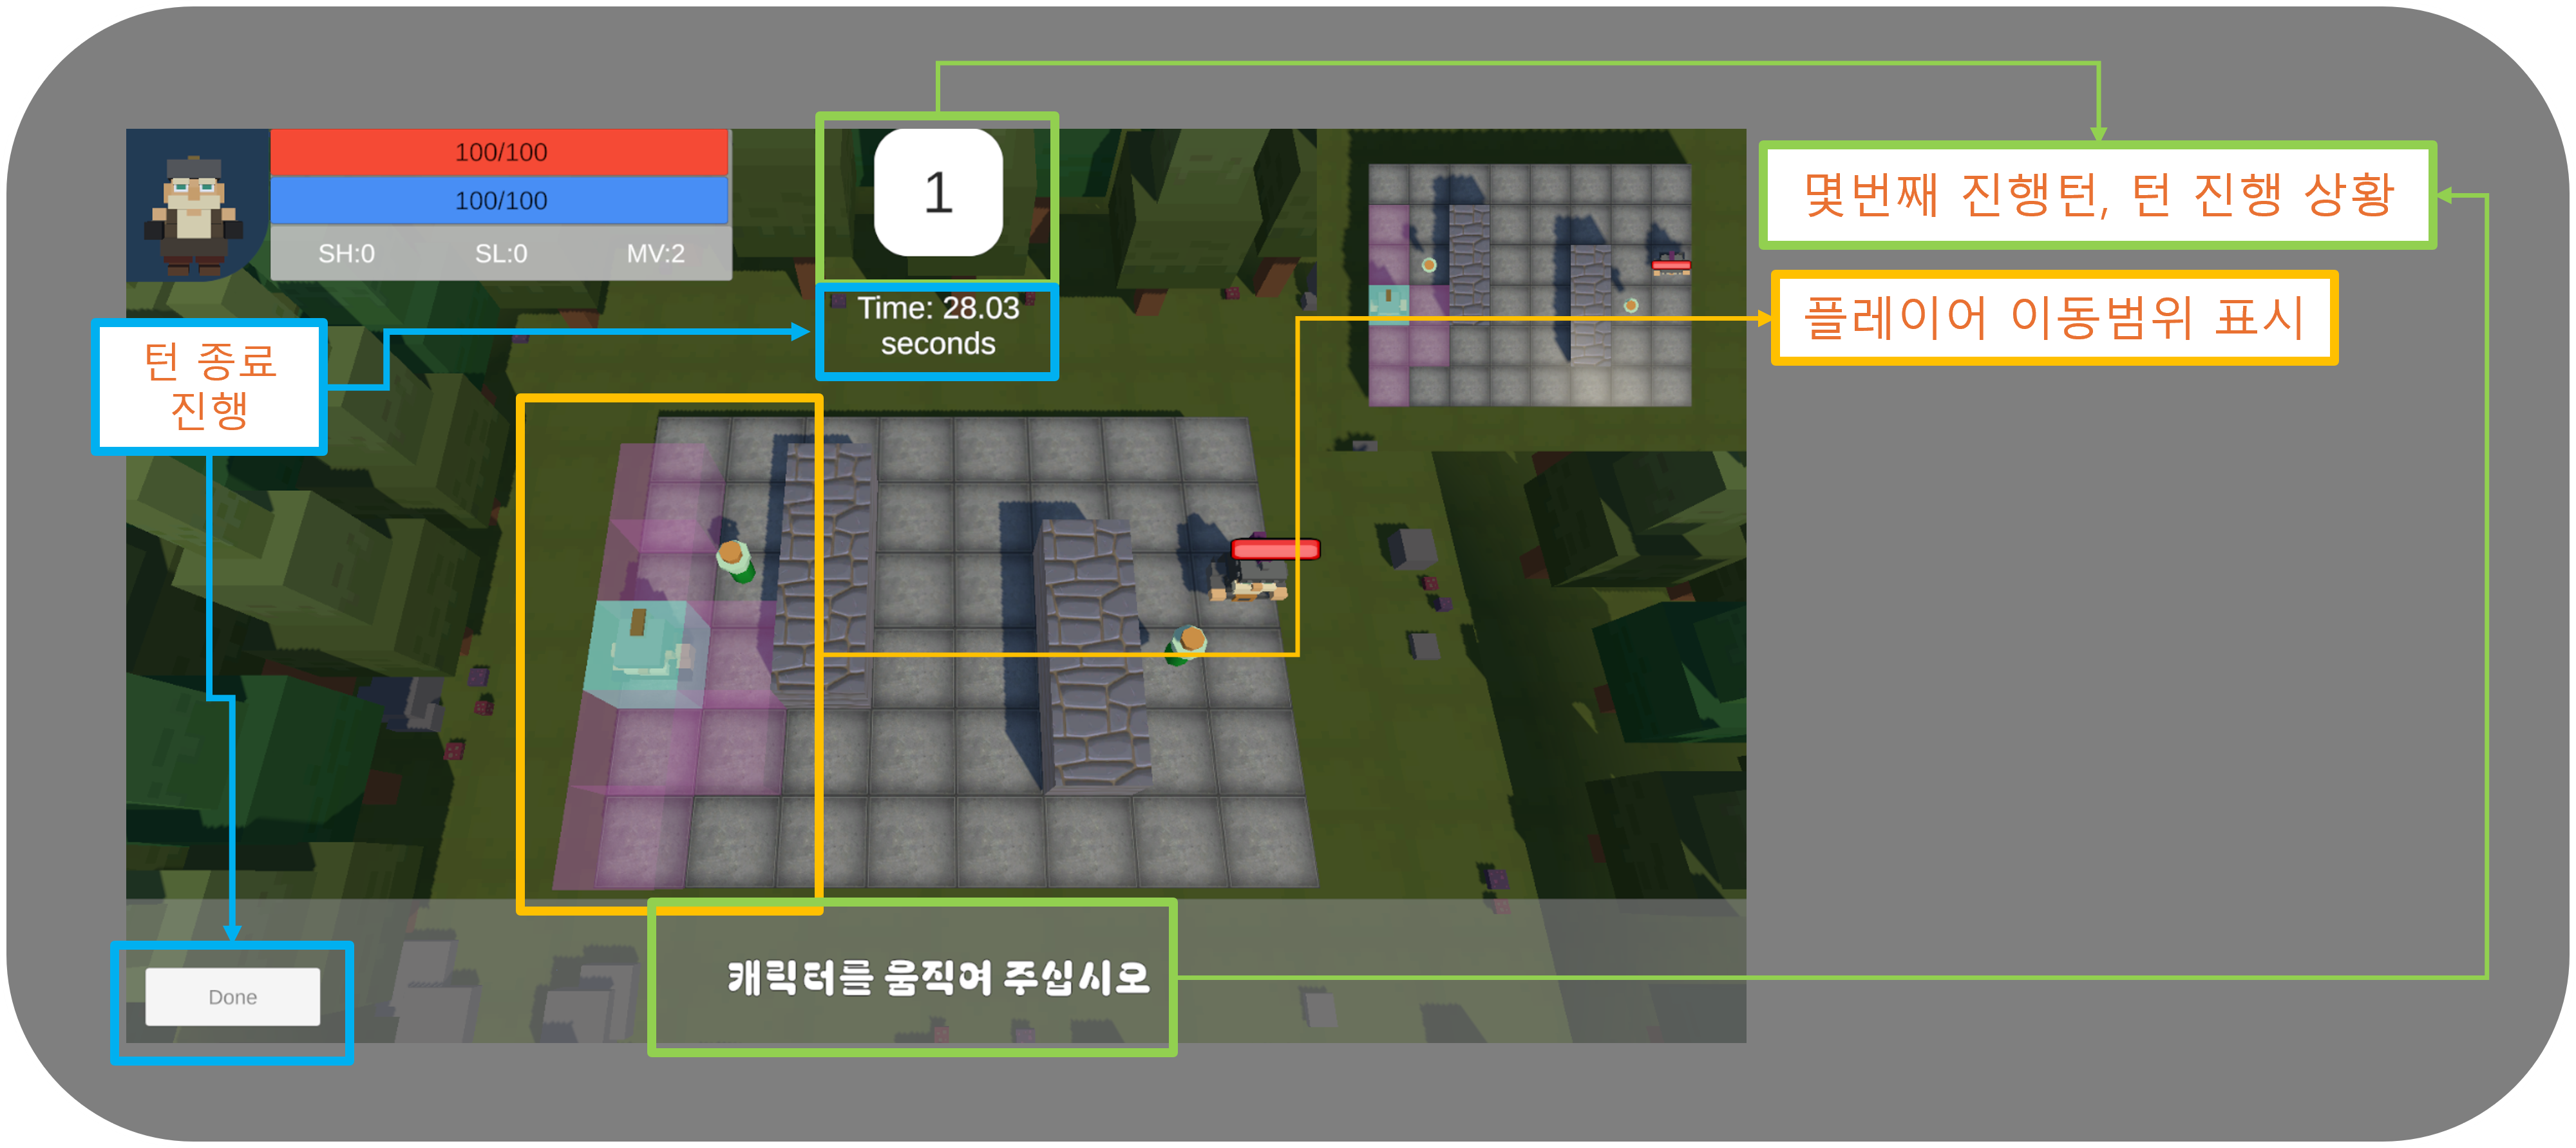 100/100
100/100
SH:0 SL:0 MV:2
1
Time: 28.03
seconds
몇번째 진행턴, 턴 진행 상황
플레이어 이동범위 표시
턴 종료
진행
캐릭터를 움직여 주십시오
Done